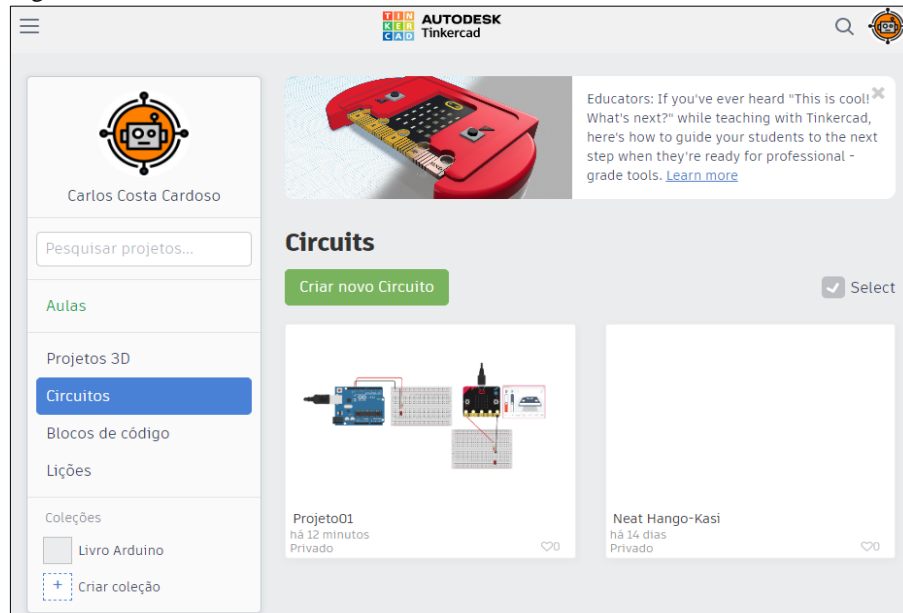 TIN
KER
CAD
AUTODESK
Tinkercad
Carlos Costa Cardoso
Pesquisar projetos...
Aulas
Projetos 3D
Circuitos
Blocos de código
Lições
Coleções
Livro Arduino
+ Criar coleção
Educators: If you've ever heard "This is cool!
What's next?" while teaching with Tinkercad,
here's how to guide your students to the next
step when they're ready for professional -
grade tools. Learn more
Circuits
Criar novo Circuito
Select
Projeto01
há 12 minutos
Privado
0
Neat Hango-Kasi
há 14 dias
Privado
0